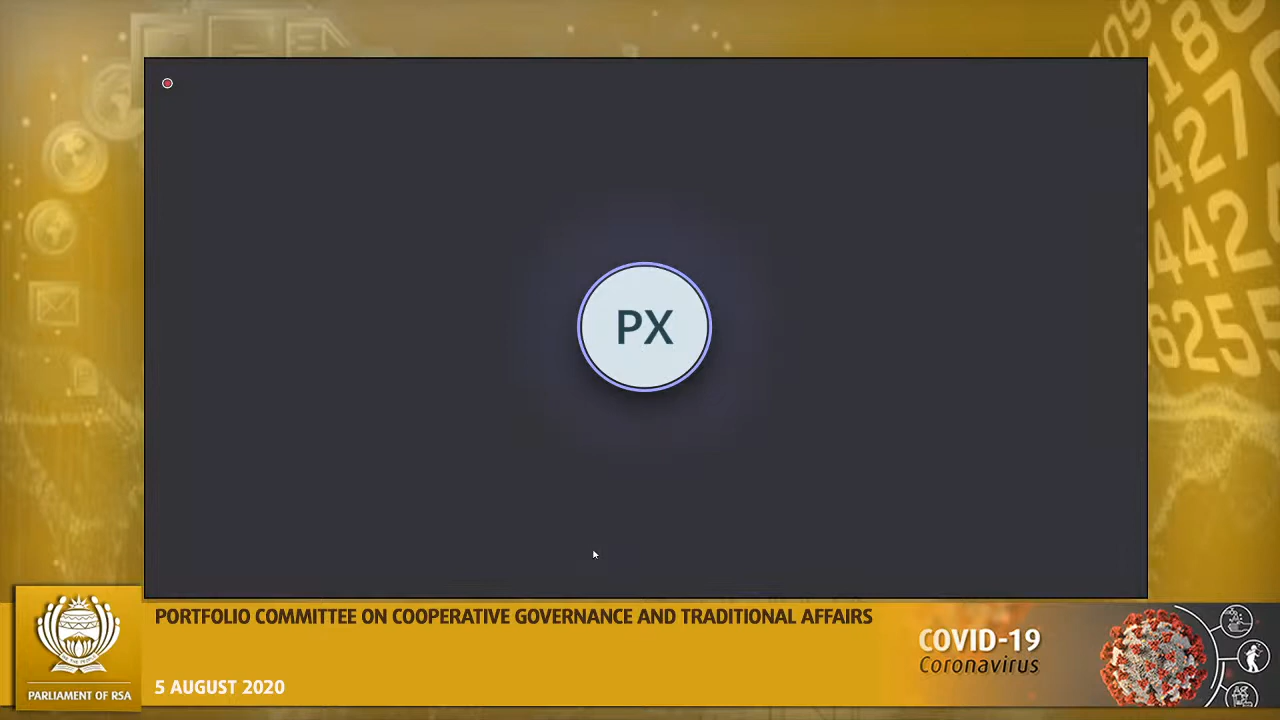 PX
PORTFOLIO COMMITTEE ON COOPERATIVE GOVERNANCE AND TRADITIONAL AFFAIRS
COVID-19
Coronavirus
PARLIAMENT OF RSA
5 AUGUST 2020